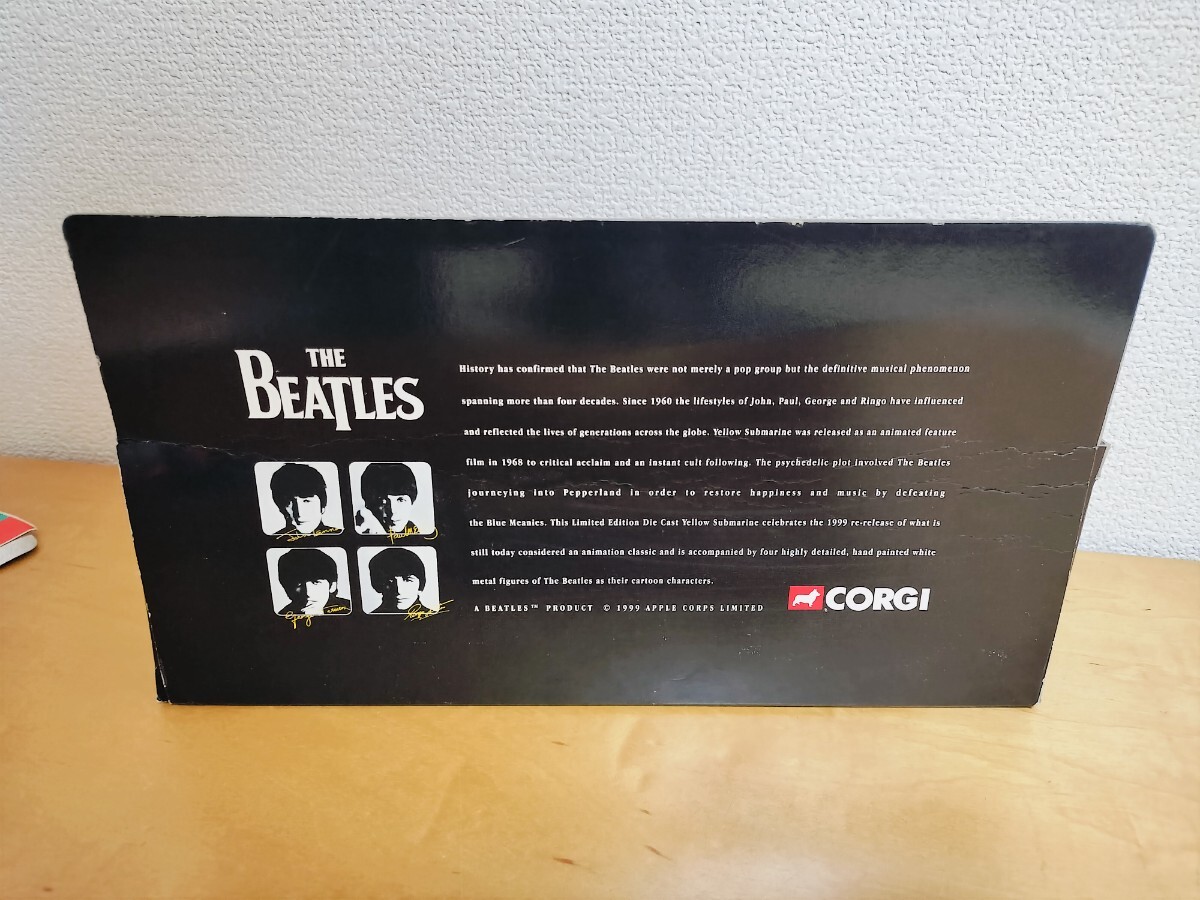 THE
BEATLES
History has confirmed that The Beatles were not merely a pop group but the definitive musical phenomenon
spanning more than four decades. Since 1960 the lifestyles of John, Paul, George and Ringo have influenced
and reflected the lives of generations across the globe. Yellow Submarine was released as an animated feature
film in 1968 to critical acclaim and an instant cult following. The psychedelic plot involved The Beatles
journeying into Pepperland in order to restore happiness and music by defeating
the Blue Meanies. This Limited Edition Die Cast Yellow Submarine celebrates the 1999 re-release of what is
still today considered an animation classic and is accompanied by four highly detailed, hand painted white
metal figures of The Beatles as their cartoon characters.
A BEATLES™ PRODUCT © 1999 APPLE CORPS LIMITED
CORGI